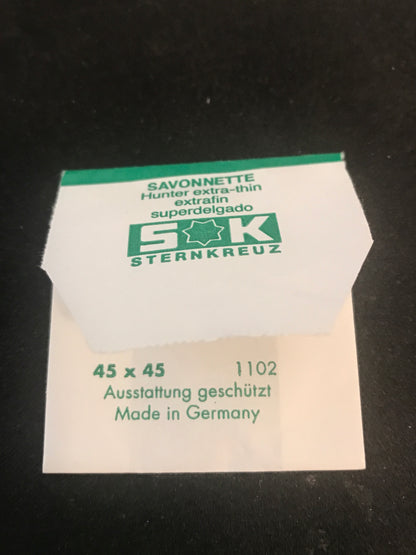 SAVONNETTE
Hunter extra-thin
extrafin
superdelgado
S K
STERNKREUZ
45 x 45 1102
Ausstattung geschützt
Made in Germany